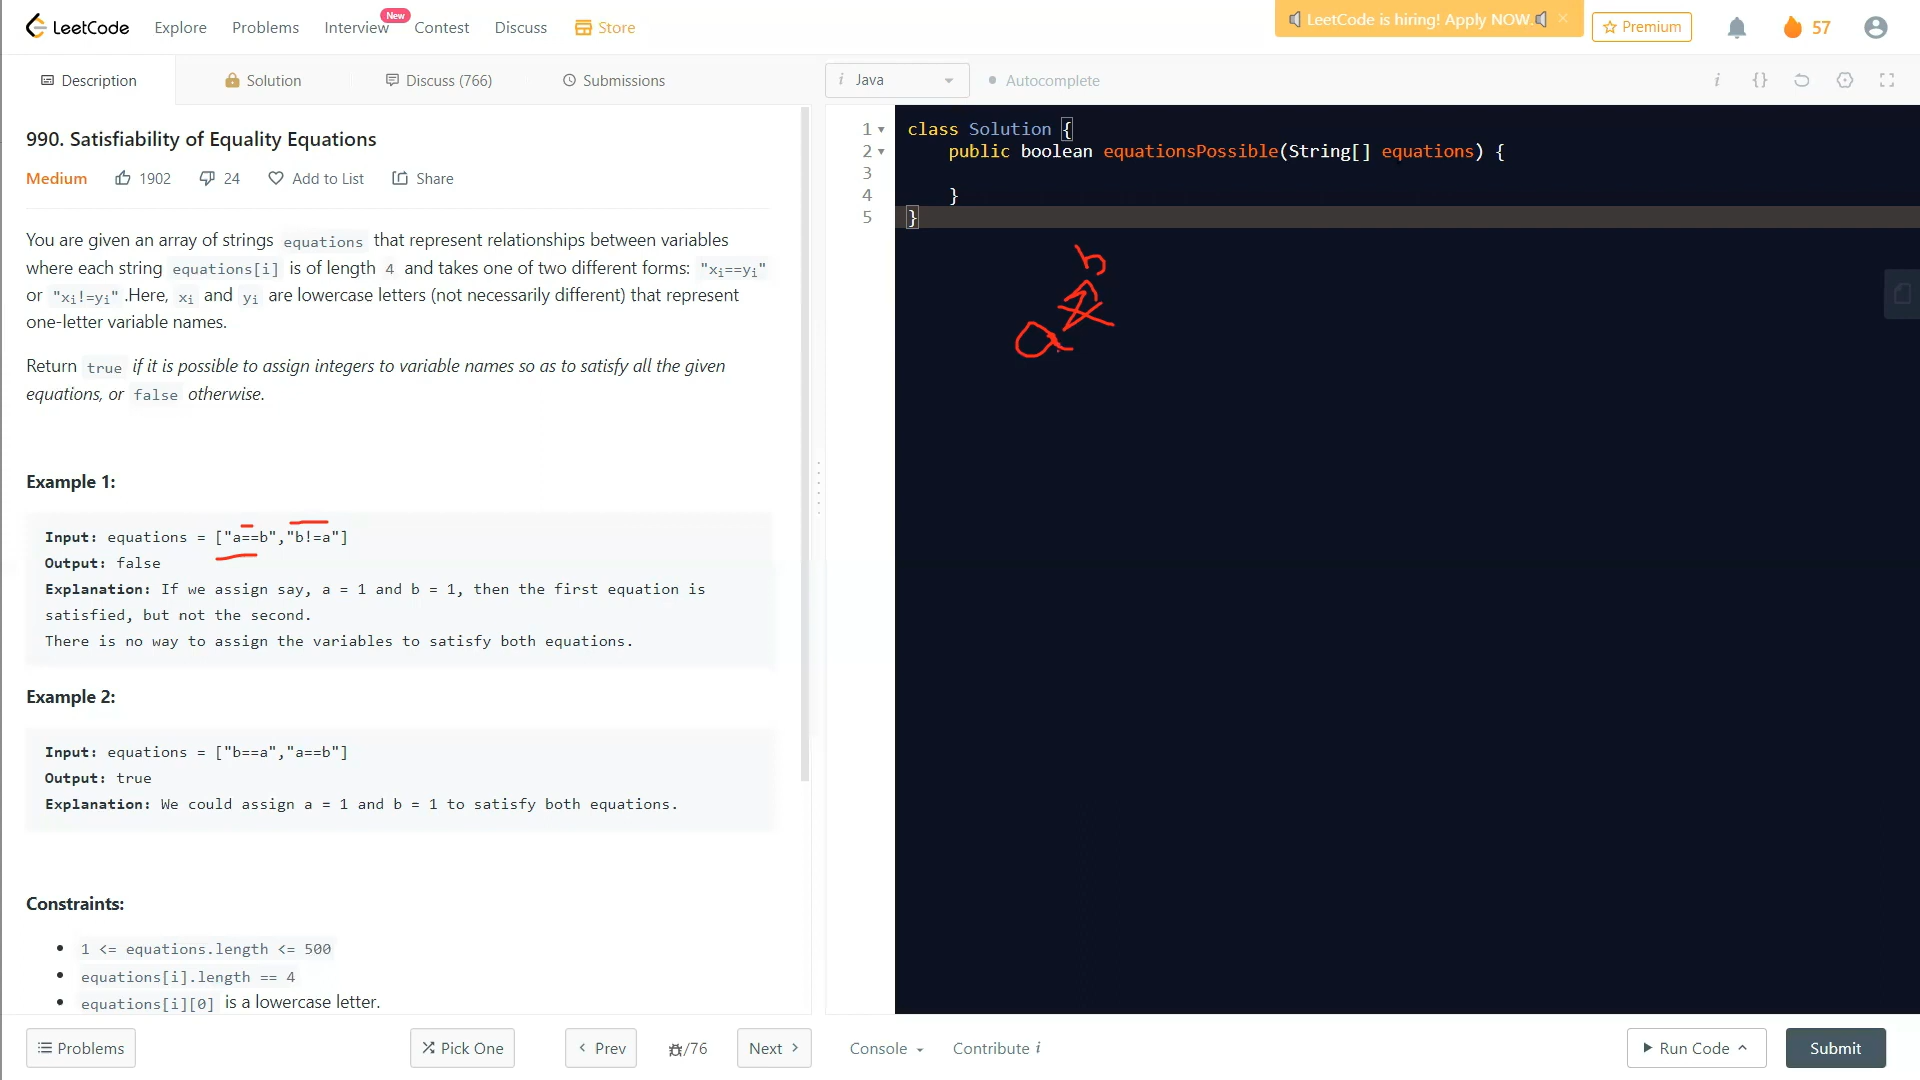 LeetCode Explore Problems Interview New Contest Discuss Store LeetCode is hiring! Apply NOW. Premium 57
Description Solution Discuss (766) Submissions
i Java Autocomplete i {}
990. Satisfiability of Equality Equations
Medium 1902 24 Add to List Share
You are given an array of strings equations that represent relationships between variables
where each string equations[i] is of length 4 and takes one of two different forms: "xi==yi"
or "xi!=yi" .Here, xi and yi are lowercase letters (not necessarily different) that represent
one-letter variable names.
Return true if it is possible to assign integers to variable names so as to satisfy all the given
equations, or false otherwise.
Example 1:
Input: equations = ["a==b","b!=a"]
Output: false
Explanation: If we assign say, a = 1 and b = 1, then the first equation is
satisfied, but not the second.
There is no way to assign the variables to satisfy both equations.
Example 2:
Input: equations = ["b==a","a==b"]
Output: true
Explanation: We could assign a = 1 and b = 1 to satisfy both equations.
Constraints:
1 <= equations.length <= 500
equations[i].length == 4
equations[i][0] is a lowercase letter.
1 class Solution {
2 public boolean equationsPossible(String[] equations) {
3
4 }
5 }
b
a
Problems Pick One Prev /76 Next Console Contribute i Run Code Submit